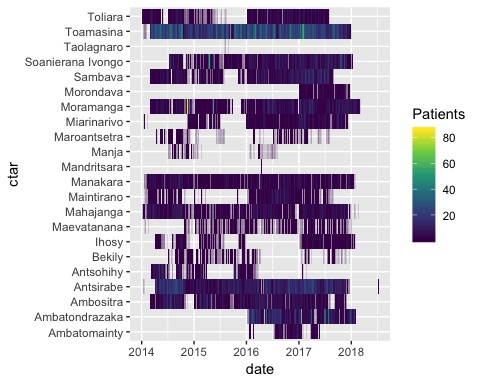 Toliara
Toamasina
Taolagnaro
Soanierana Ivongo
Sambava
Morondava
Moramanga
Miarinarivo
Maroantsetra
Manja
Mandritsara
Manakara
Maintirano
Mahajanga
Maevatanana
Ihosy
Bekily
Antsohihy
Antsirabe
Ambositra
Ambatondrazaka
Ambatomainty
ctar
2014 2015 2016 2017 2018
date
Patients
80
60
40
20